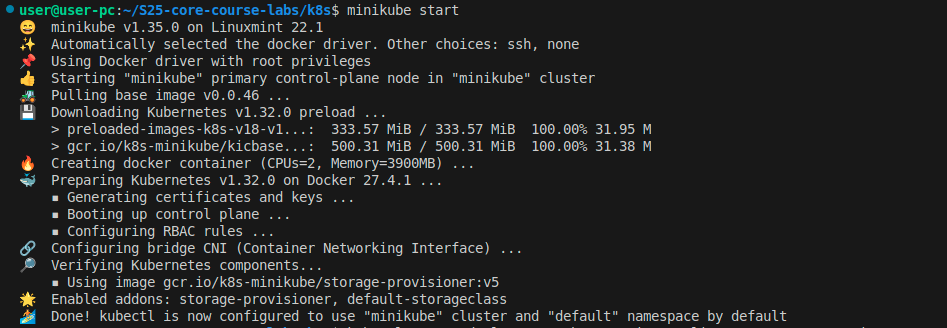 user@user-pc:~/S25-core-course-labs/k8s$ minikube start
😄 minikube v1.35.0 on Linuxmint 22.1
✨ Automatically selected the docker driver. Other choices: ssh, none
📌 Using Docker driver with root privileges
👍 Starting "minikube" primary control-plane node in "minikube" cluster
🚜 Pulling base image v0.0.46 ...
💾 Downloading Kubernetes v1.32.0 preload ...
> preloaded-images-k8s-v18-v1...: 333.57 MiB / 333.57 MiB 100.00% 31.95 M
> gcr.io/k8s-minikube/kicbase...: 500.31 MiB / 500.31 MiB 100.00% 31.38 M
🔥 Creating docker container (CPUs=2, Memory=3900MB) ...
🐳 Preparing Kubernetes v1.32.0 on Docker 27.4.1 ...
▪ Generating certificates and keys ...
▪ Booting up control plane ...
▪ Configuring RBAC rules ...
🔗 Configuring bridge CNI (Container Networking Interface) ...
🔎 Verifying Kubernetes components...
▪ Using image gcr.io/k8s-minikube/storage-provisioner:v5
🌟 Enabled addons: storage-provisioner, default-storageclass
🏄 Done! kubectl is now configured to use "minikube" cluster and "default" namespace by default